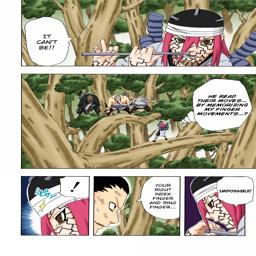 IT
CAN'T
BE!!
HE READ
THEIR MOVES...
BY MEMORIZING
MY FINGER
MOVEMENTS...?
!
YOUR
RIGHT
INDEX
FINGER
AND RING
FINGER...
IMPOSSIBLE!